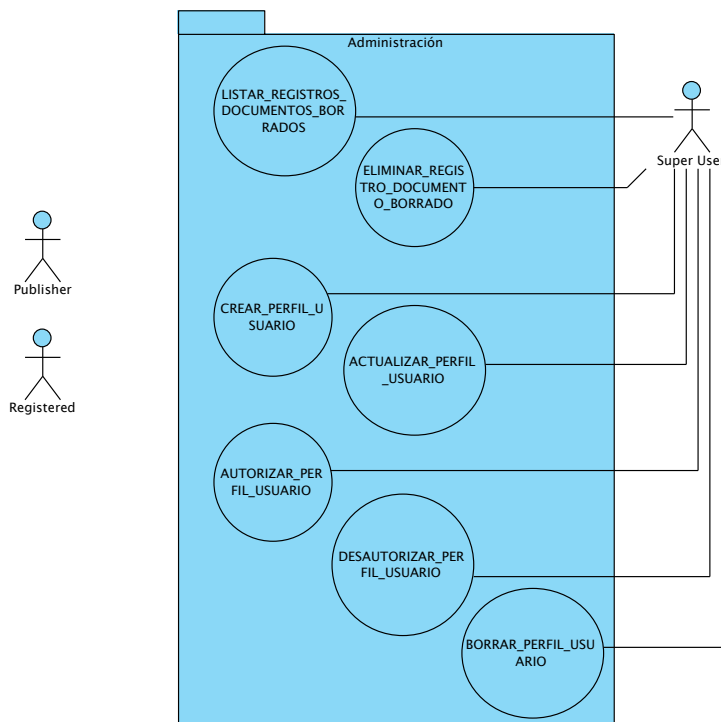 Administración
LISTAR_REGISTROS_
DOCUMENTOS_BOR
RADOS
ELIMINAR_REGIS
TRO_DOCUMENT
O_BORRADO
Super User
Publisher
CREAR_PERFIL_U
SUARIO
ACTUALIZAR_PERFIL
_USUARIO
Registered
AUTORIZAR_PER
FIL_USUARIO
DESAUTORIZAR_PER
FIL_USUARIO
BORRAR_PERFIL_USU
ARIO